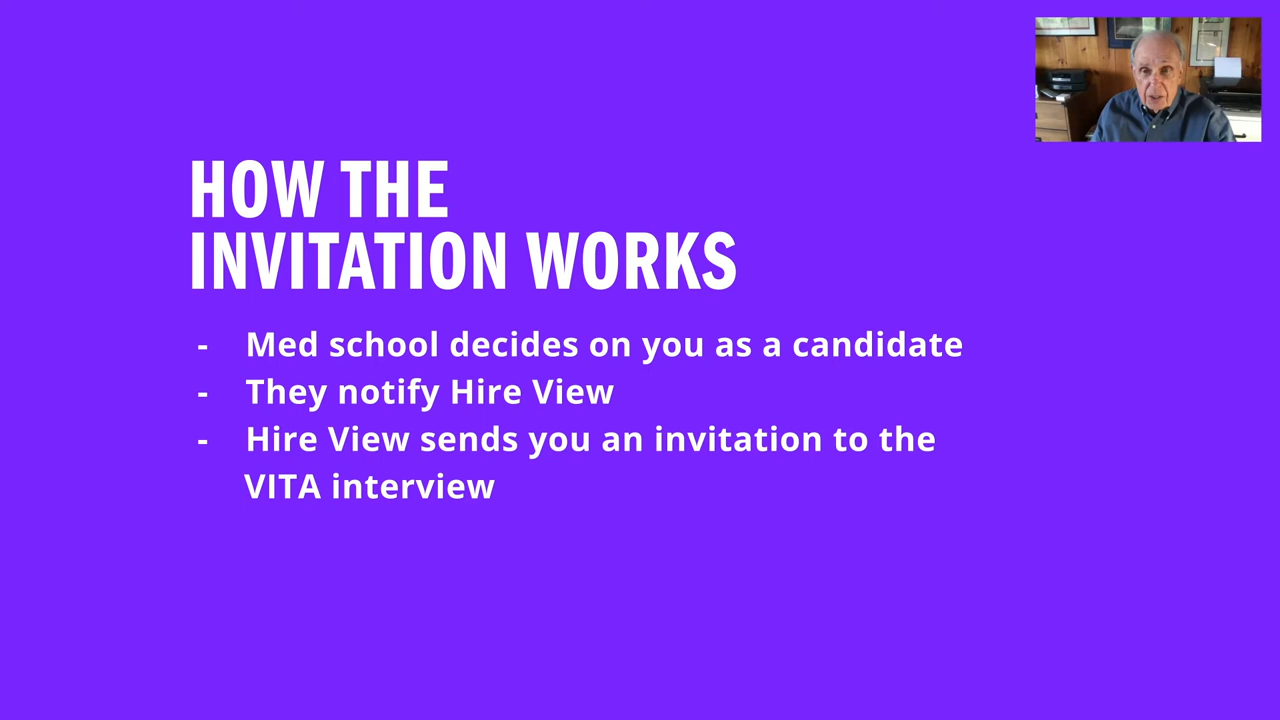 HOW THE
INVITATION WORKS
- Med school decides on you as a candidate
- They notify Hire View
- Hire View sends you an invitation to the
VITA interview